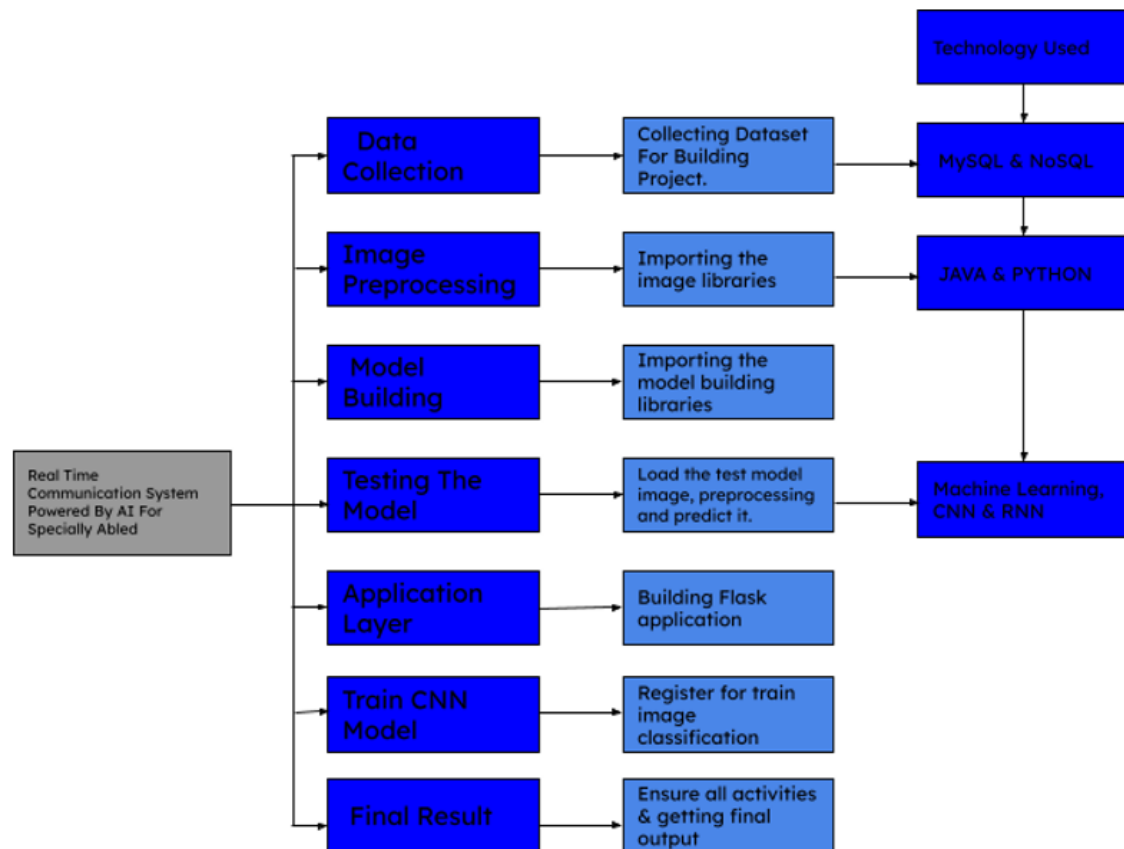 Technology Used
Data
Collection
Collecting Dataset
For Building
Project.
MySQL & NoSQL
Image
Preprocessing
Importing the
image libraries
JAVA & PYTHON
Model
Building
Importing the
model building
libraries
Real Time
Communication System
Powered By AI For
Specially Abled
Testing The
Model
Load the test model
image, preprocessing
and predict it.
Machine Learning,
CNN & RNN
Application
Layer
Building Flask
application
Train CNN
Model
Register for train
image
classification
Final Result
Ensure all activities
& getting final
output